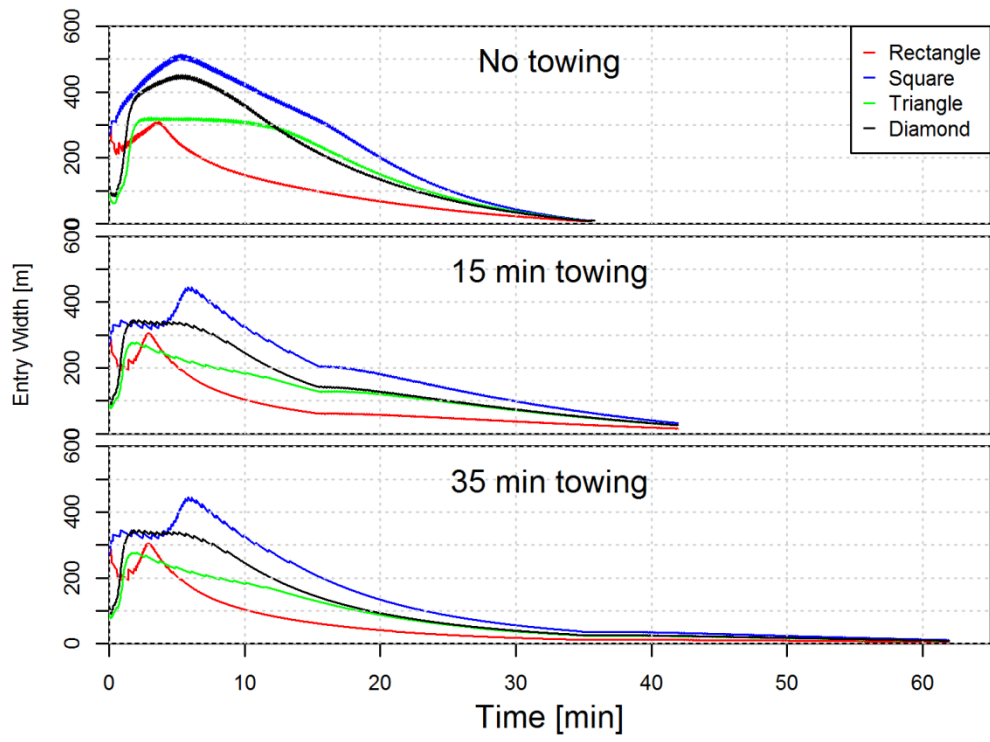 No towing
Rectangle
Square
Triangle
Diamond
600
400
200
0
15 min towing
600
400
200
0
Entry Width [m]
35 min towing
600
400
200
0
0 10 20 30 40 50 60
Time [min]